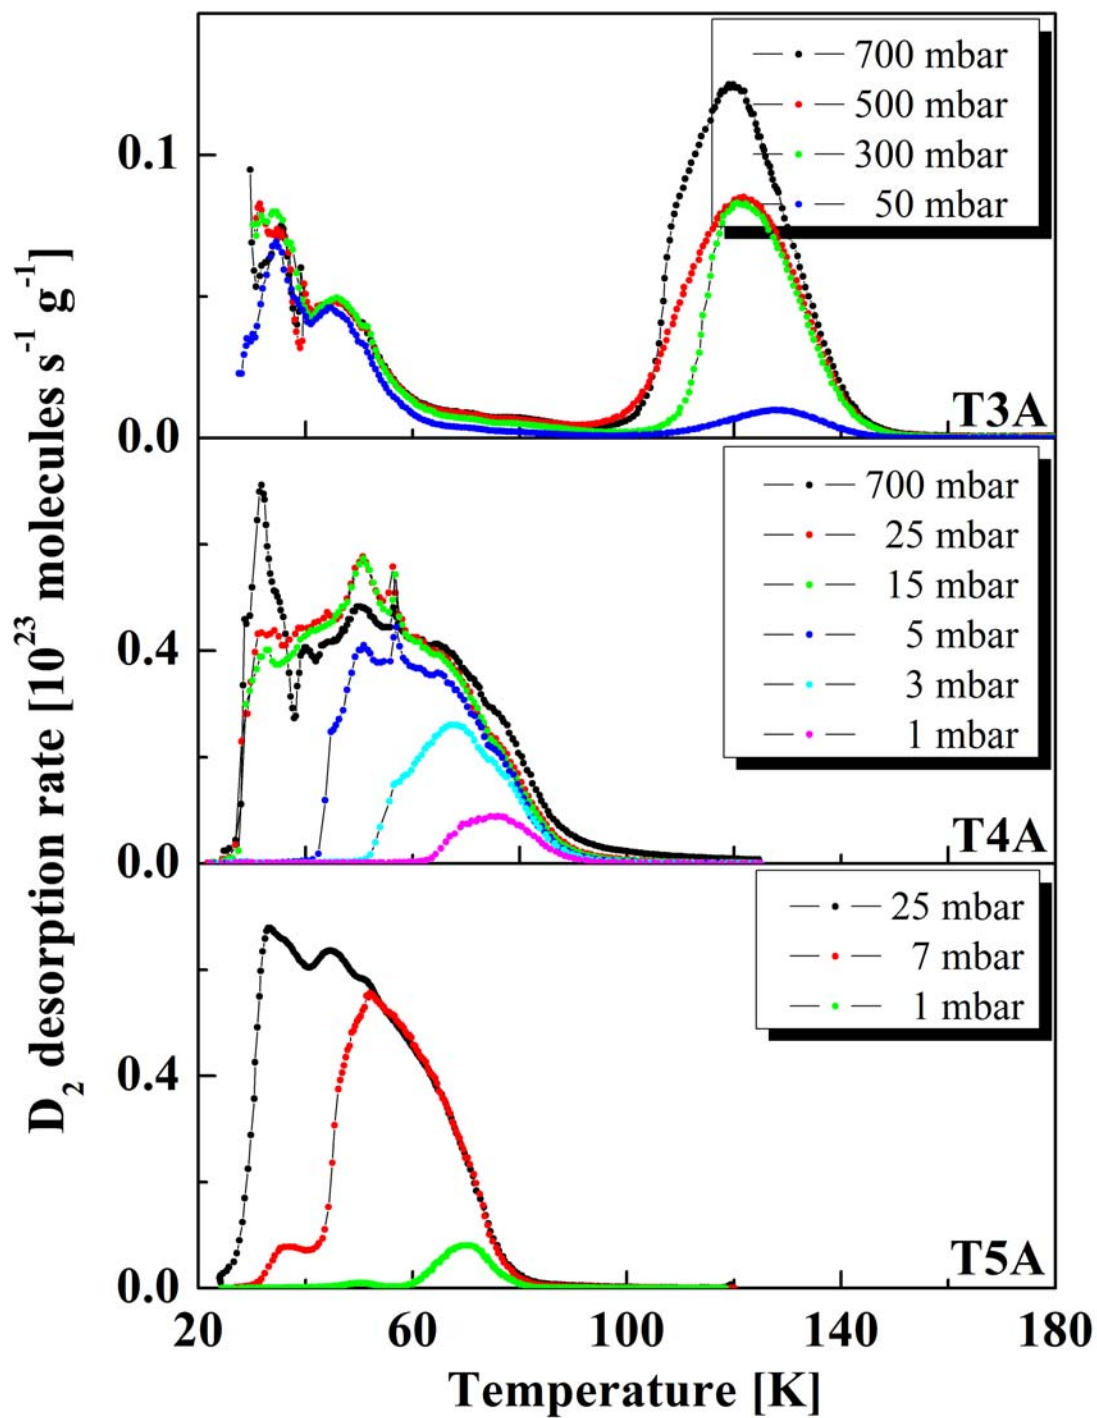 700 mbar
500 mbar
300 mbar
50 mbar
0.1
0.0
T3A
700 mbar
25 mbar
15 mbar
5 mbar
3 mbar
1 mbar
0.4
0.0
T4A
25 mbar
7 mbar
1 mbar
0.4
0.0
T5A
20 60 100 140 180
Temperature [K]
D₂ desorption rate [10²³ molecules s⁻¹ g⁻¹]